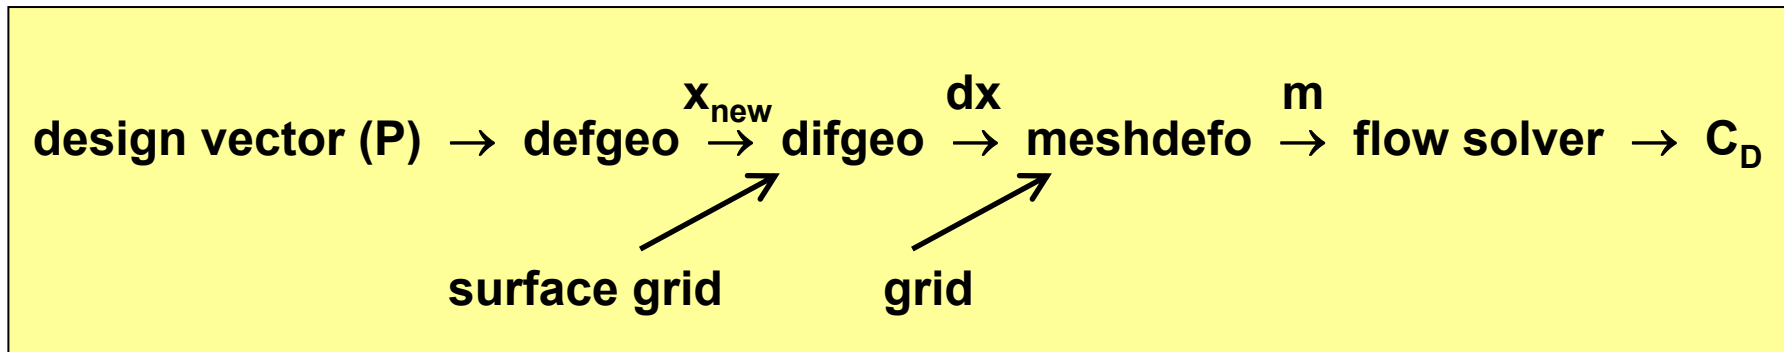 x_new dx m
design vector (P) → defgeo → difgeo → meshdefo → flow solver → C_D
surface grid grid